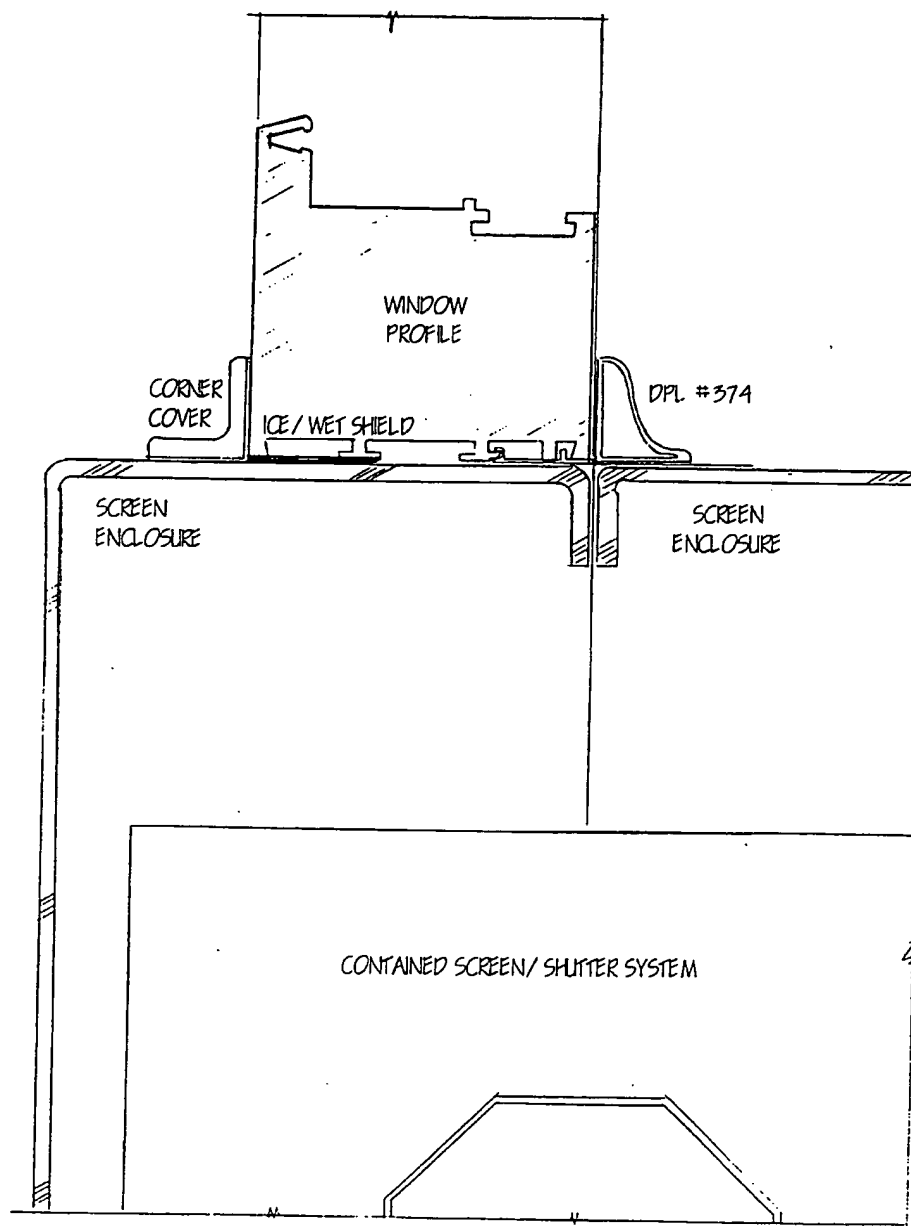 WINDOW
PROFILE
CORNER
COVER
DPL #374
ICE/ WET SHIELD
SCREEN
ENCLOSURE
SCREEN
ENCLOSURE
CONTAINED SCREEN/ SHUTTER SYSTEM